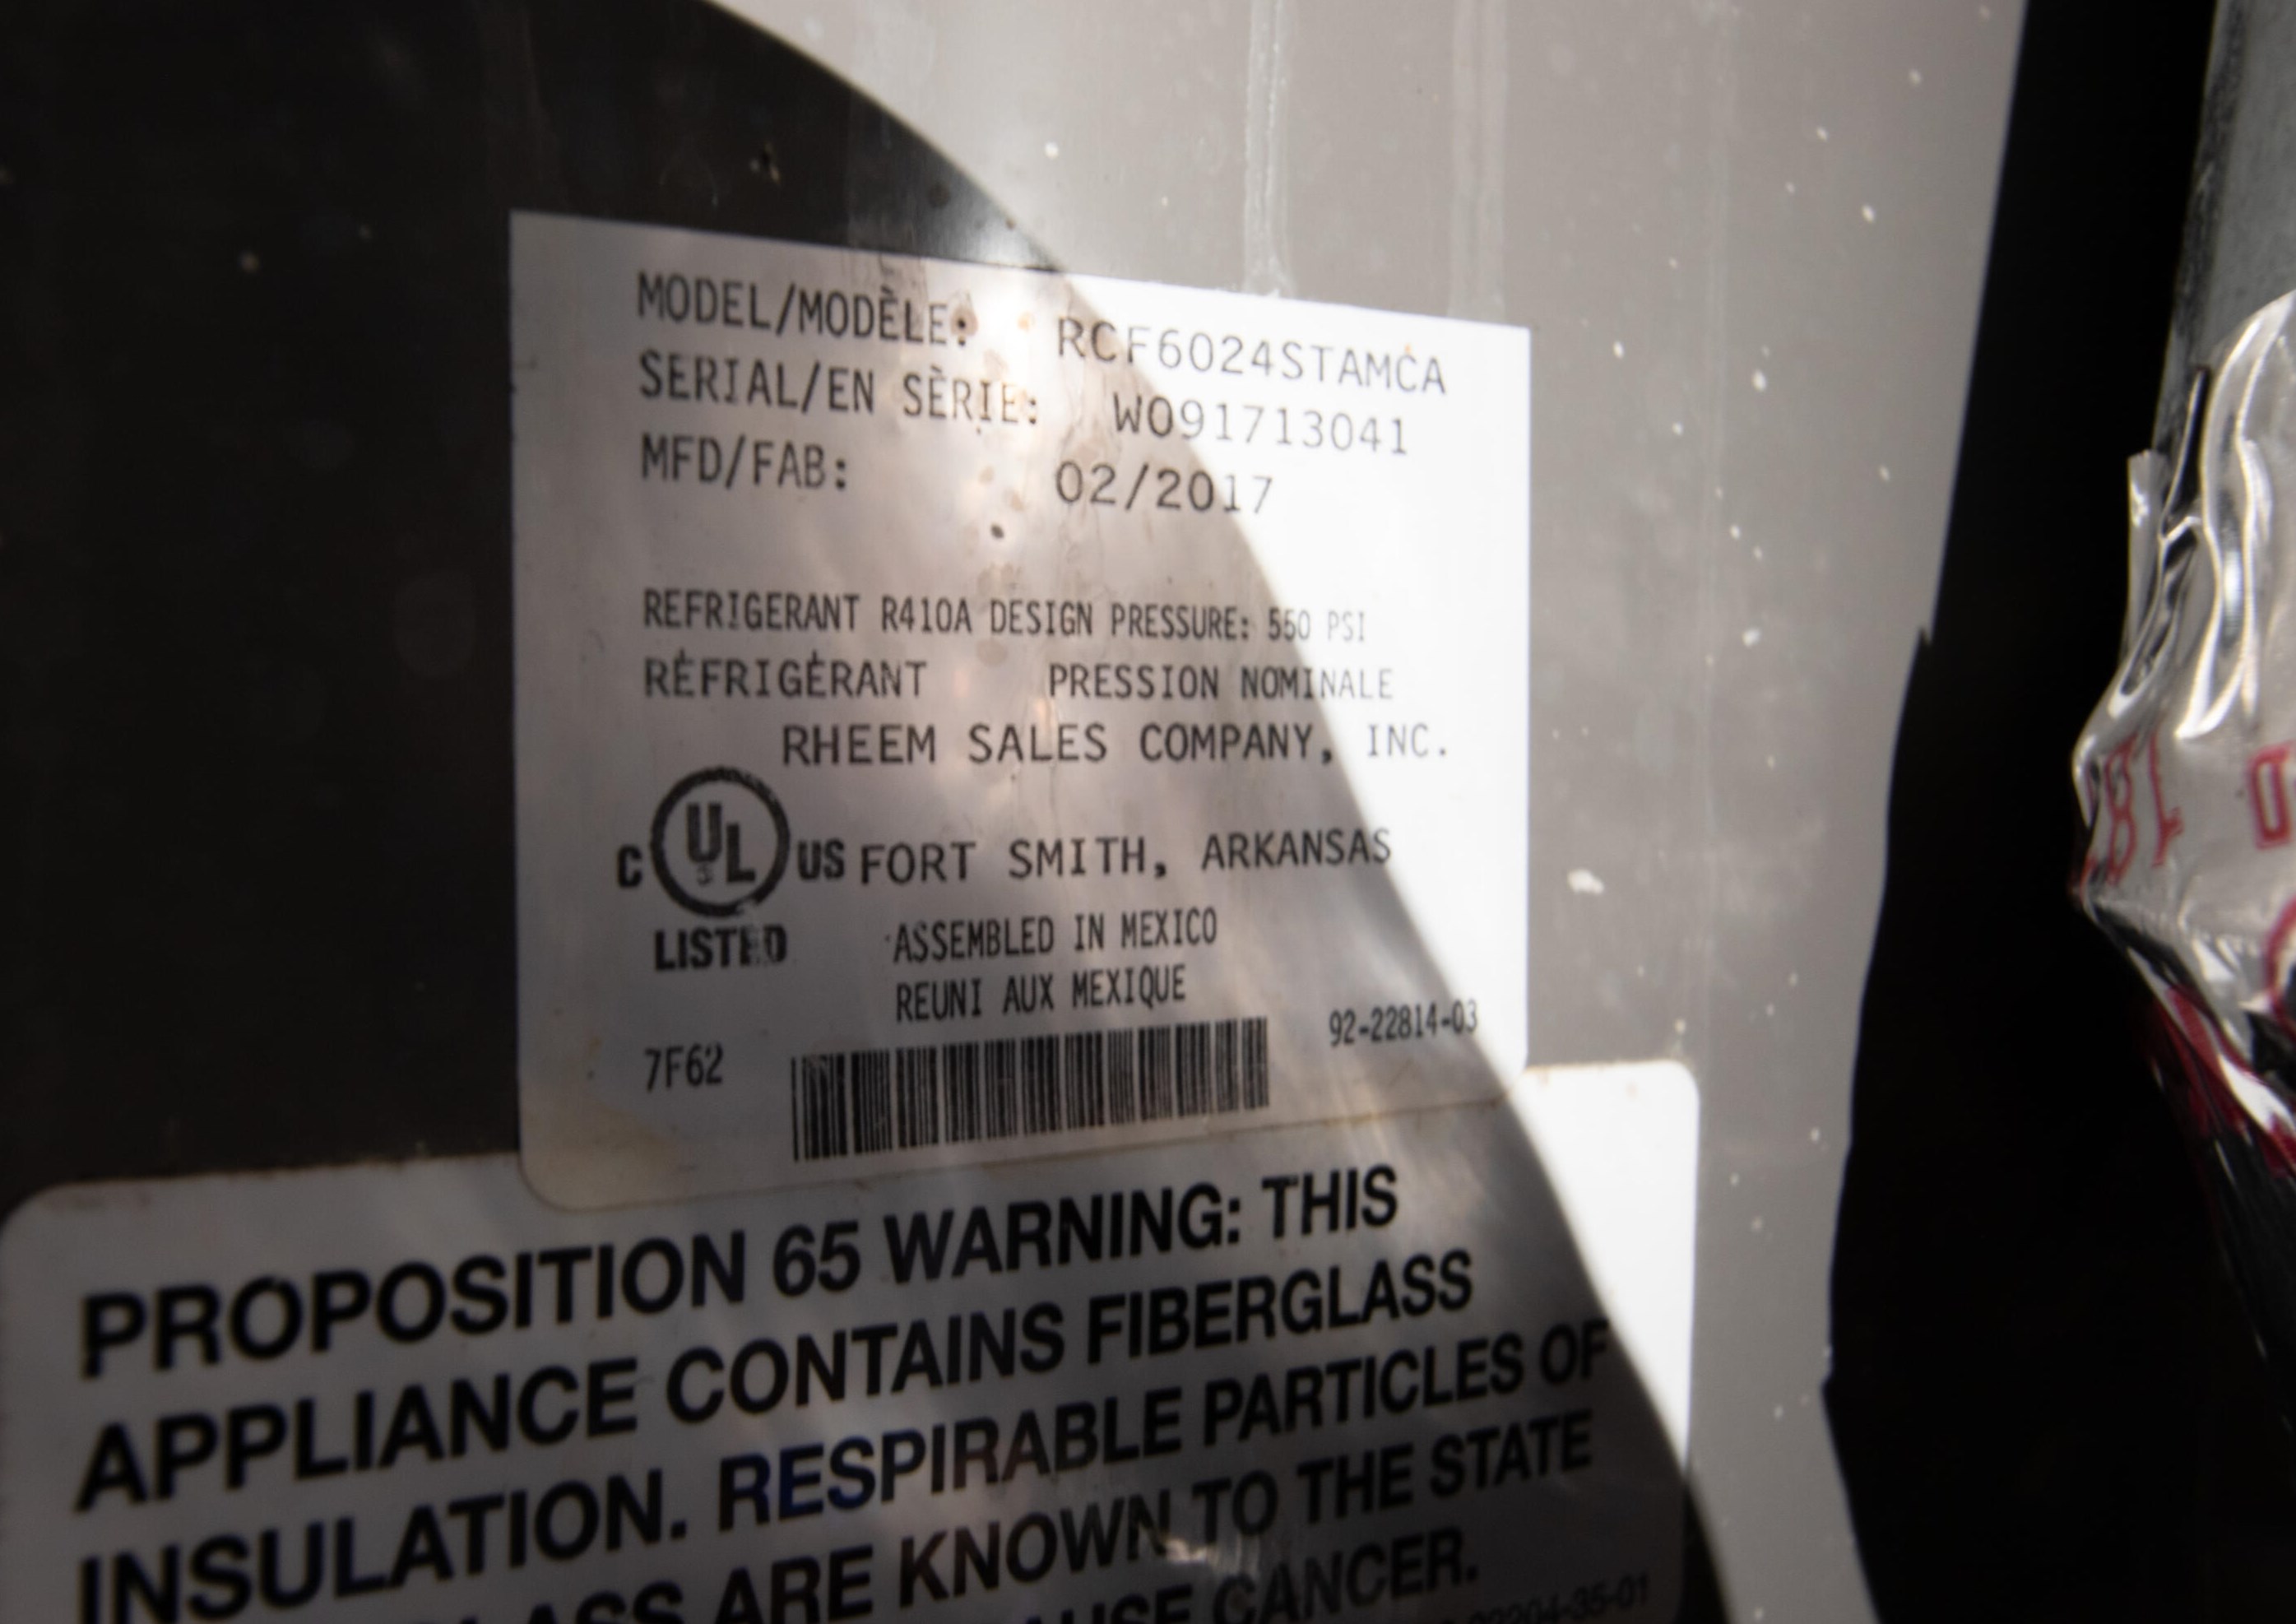 MODEL/MODÈLE: RCF6024STAMCA
SERIAL/EN SÈRIE: W091713041
MFD/FAB: 02/2017
REFRIGERANT R410A DESIGN PRESSURE: 550 PSI
RÉFRIGÉRANT PRESSION NOMINALE
RHEEM SALES COMPANY, INC.
C UL US FORT SMITH, ARKANSAS
LISTED
ASSEMBLED IN MEXICO
REUNI AUX MEXIQUE
7F62
92-22814-03
PROPOSITION 65 WARNING: THIS
APPLIANCE CONTAINS FIBERGLASS
INSULATION. RESPIRABLE PARTICLES OF
ARE KNOWN TO THE STATE
CANCER.